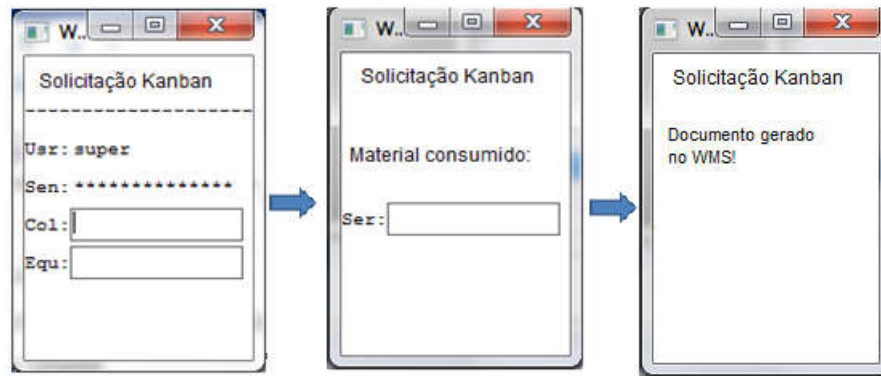 W..
Solicitação Kanban
---------------------
Usr: super
Sen: **************
Col:
Equ:
W..
Solicitação Kanban
Material consumido:
Ser:
W..
Solicitação Kanban
Documento gerado
no WMS!